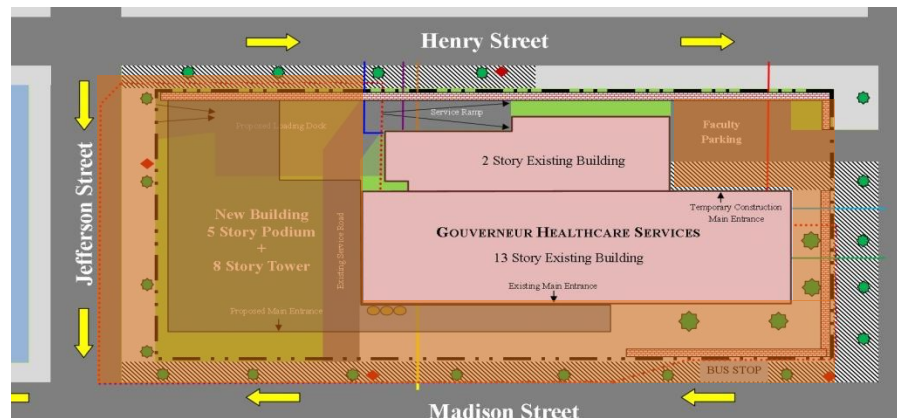 Henry Street
Proposed Loading Dock
Service Ramp
Faculty
Parking
2 Story Existing Building
Jefferson Street
New Building
5 Story Podium
+
8 Story Tower
Existing Service Road
Temporary Construction
Main Entrance
GOUVERNEUR HEALTHCARE SERVICES
13 Story Existing Building
Existing Main Entrance
Proposed Main Entrance
BUS STOP
Madison Street